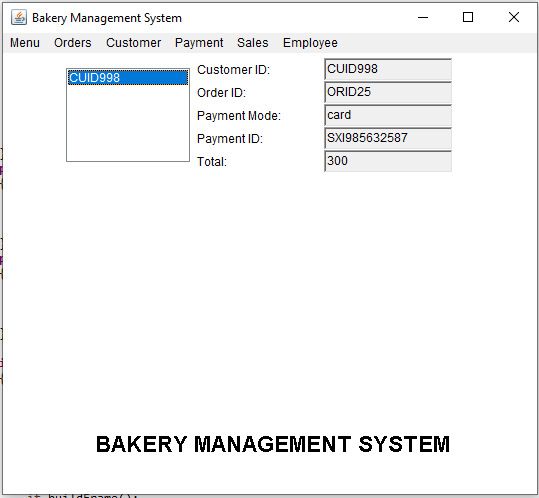 Bakery Management System
Menu Orders Customer Payment Sales Employee
CUID998
Customer ID: CUID998
Order ID: ORID25
Payment Mode: card
Payment ID: SXI985632587
Total: 300
BAKERY MANAGEMENT SYSTEM